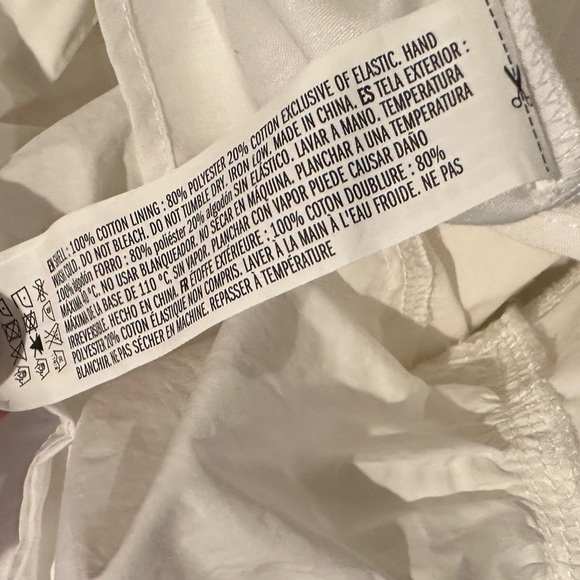 EN SHELL: 100% COTTON LINING : 80% POLYESTER 20% COTTON EXCLUSIVE OF ELASTIC. HAND
WASH COLD. DO NOT BLEACH. DO NOT TUMBLE DRY. IRON LOW. MADE IN CHINA. ES TELA EXTERIOR :
100% algodón FORRO : 80% poliéster 20% algodón SIN ELÁSTICO. LAVAR A MANO. TEMPERATURA
MÁXIMA °C. NO USAR BLANQUEADOR. NO SECAR EN MÁQUINA. PLANCHAR A UNA TEMPERATURA
MÁXIMA DE BASE DE 110 °C SIN VAPOR. PLANCHAR CON VAPOR PUEDE CAUSAR DAÑO
IRREVERSIBLE. HECHO EN CHINA. FR ÉTOFFE EXTÉRIEURE : 100% COTON DOUBLURE : 80%
POLYESTER 20% COTON ÉLASTIQUE NON COMPRIS. LAVER À LA MAIN À L'EAU FROIDE. NE PAS
BLANCHIR. NE PAS SÉCHER EN MACHINE. REPASSER À TEMPÉRATURE